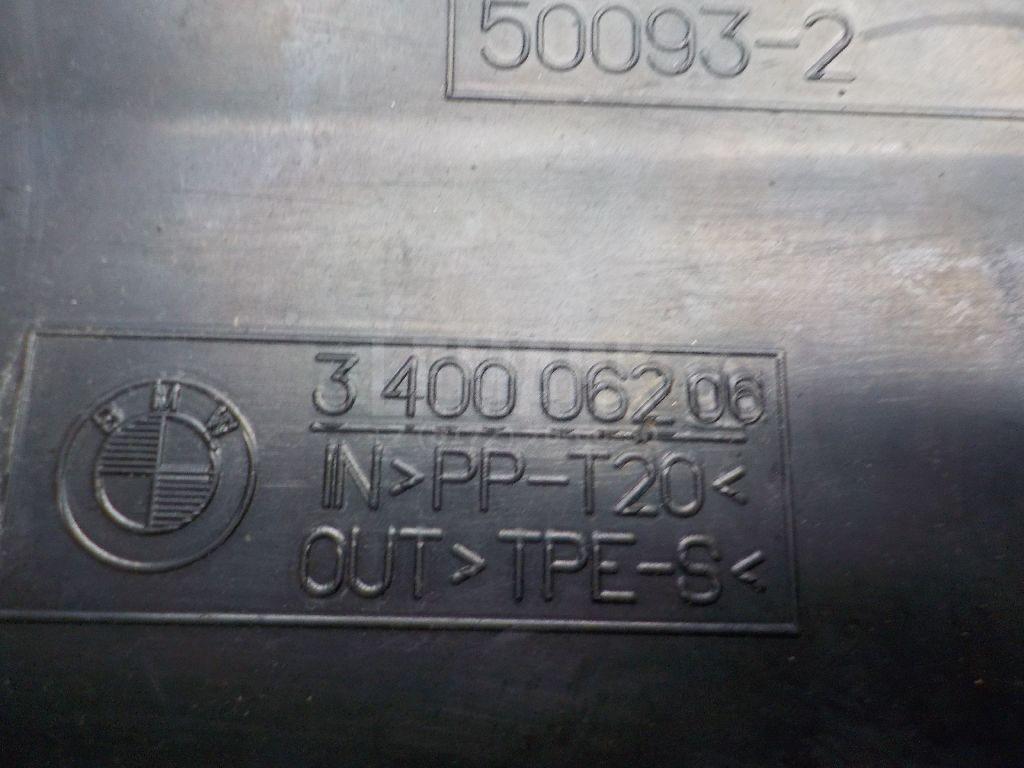 50093-2
BMW
3 400 062 06
IN>PP-T20<
OUT>TPE-S<